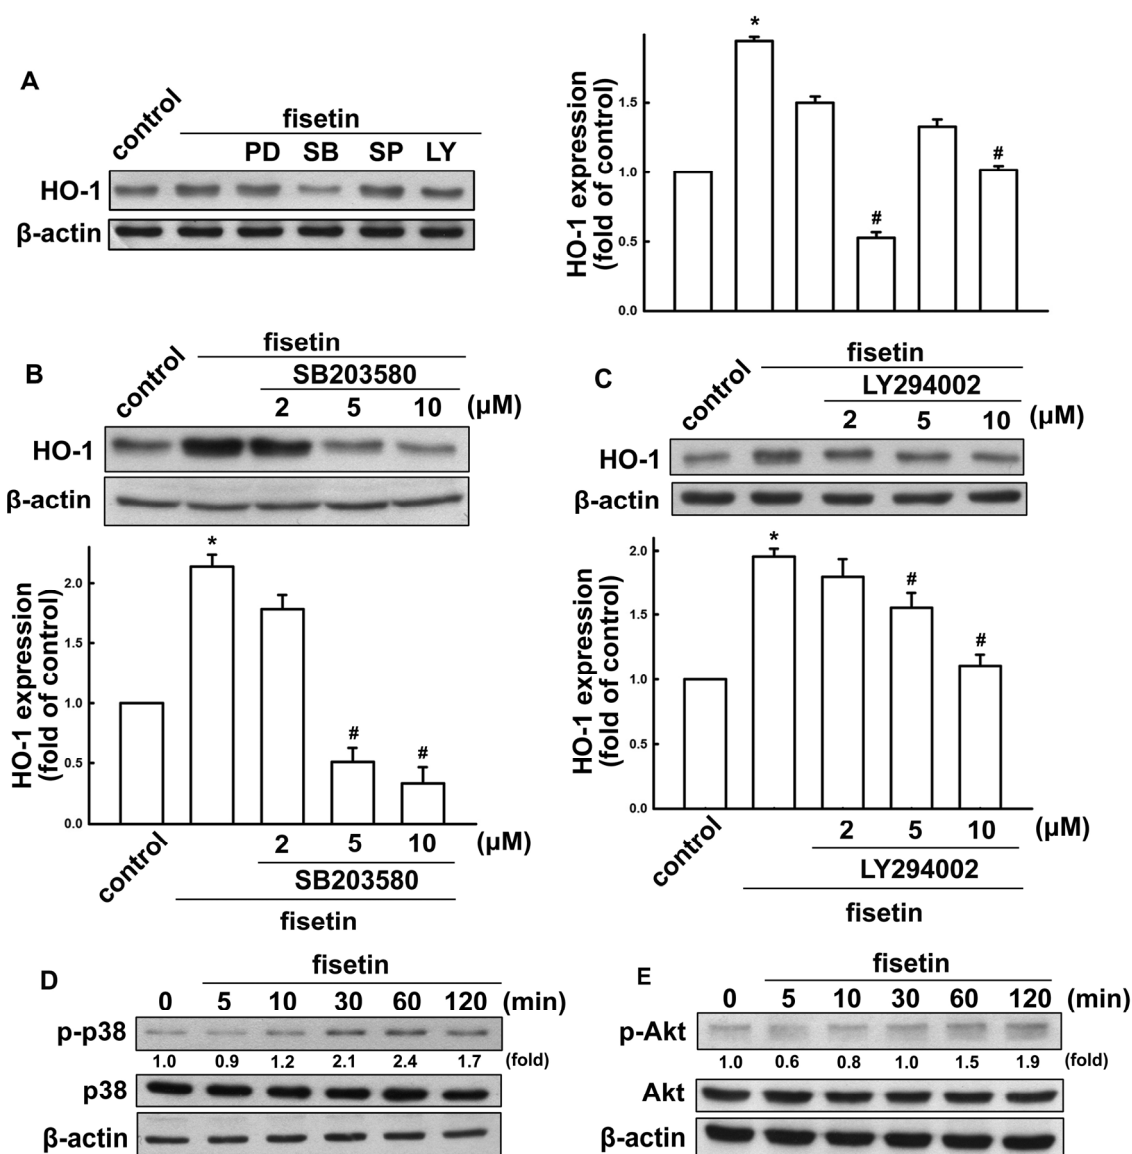 A
control
fisetin
PD SB SP LY
HO-1
β-actin
HO-1 expression
(fold of control)
*
1.5
1.0
0.5
0.0
#
#
B
control
fisetin
SB203580
2 5 10 (μM)
HO-1
β-actin
HO-1 expression
(fold of control)
2.0
1.5
1.0
0.5
0.0
*
#
#
control
2 5 10 (μM)
SB203580
fisetin
C
control
fisetin
LY294002
2 5 10 (μM)
HO-1
β-actin
HO-1 expression
(fold of control)
2.0
1.5
1.0
0.5
0.0
*
#
#
control
2 5 10 (μM)
LY294002
fisetin
D
fisetin
0 5 10 30 60 120 (min)
p-p38
1.0 0.9 1.2 2.1 2.4 1.7 (fold)
p38
β-actin
E
fisetin
0 5 10 30 60 120 (min)
p-Akt
1.0 0.6 0.8 1.0 1.5 1.9 (fold)
Akt
β-actin